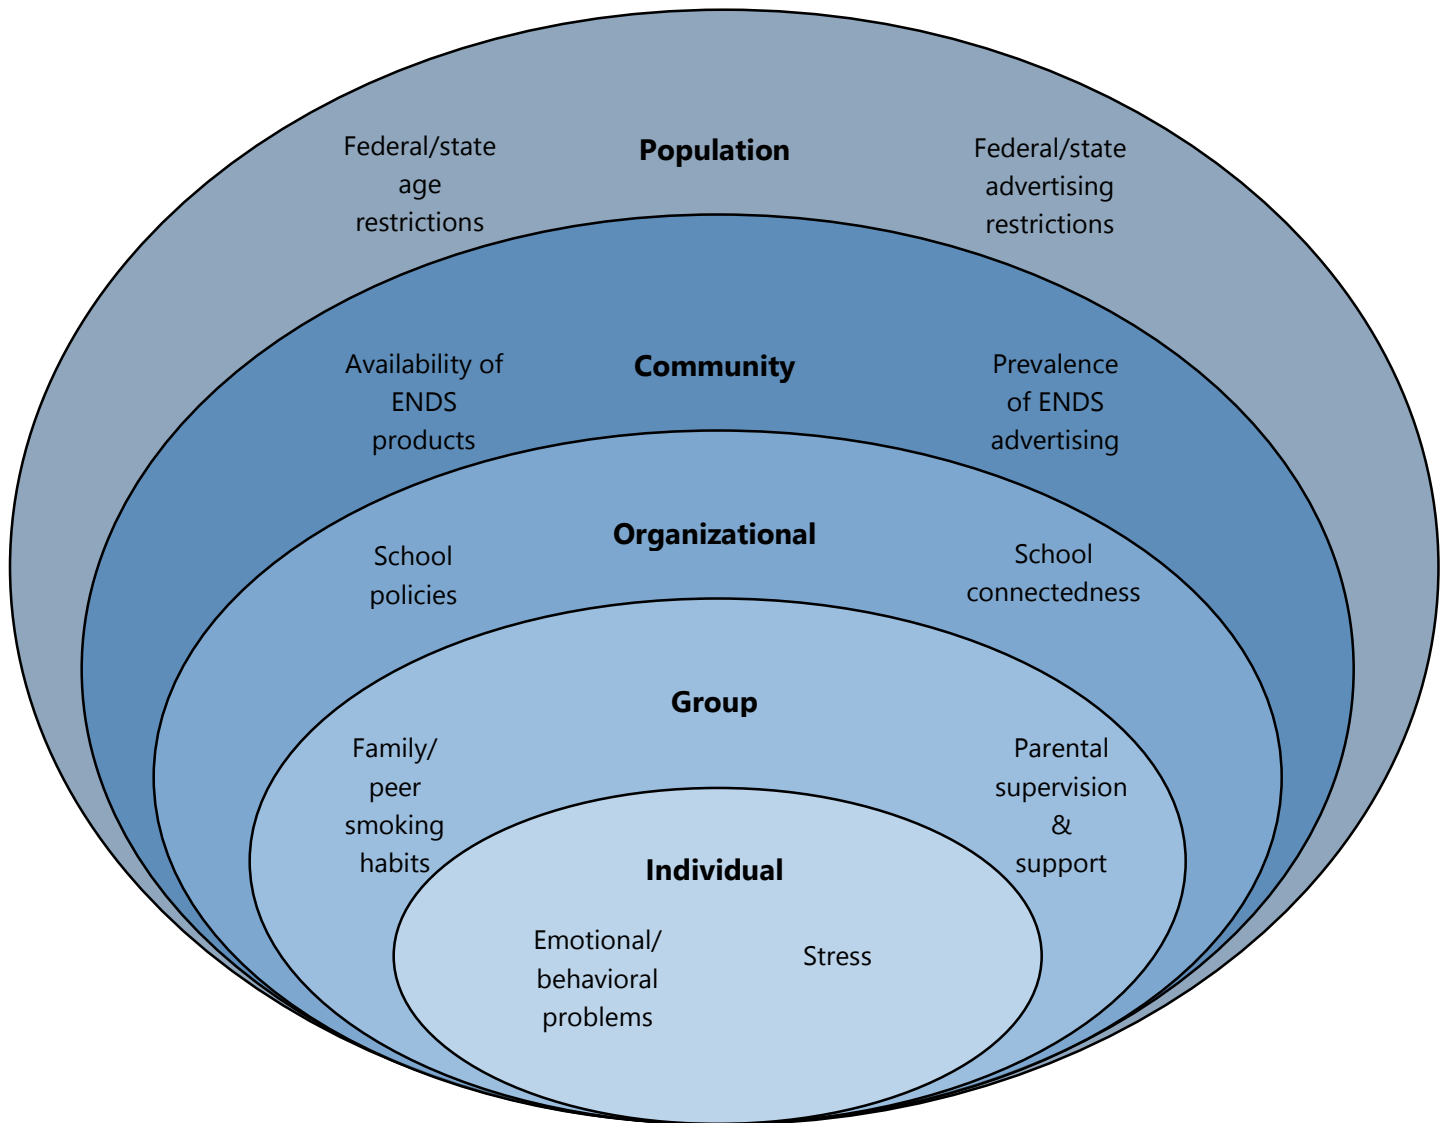 Federal/state
age
restrictions
Population
Federal/state
advertising
restrictions
Availability of
ENDS
products
Community
Prevalence
of ENDS
advertising
School
policies
Organizational
School
connectedness
Group
Family/
peer
smoking
habits
Parental
supervision
&
support
Individual
Emotional/
behavioral
problems
Stress